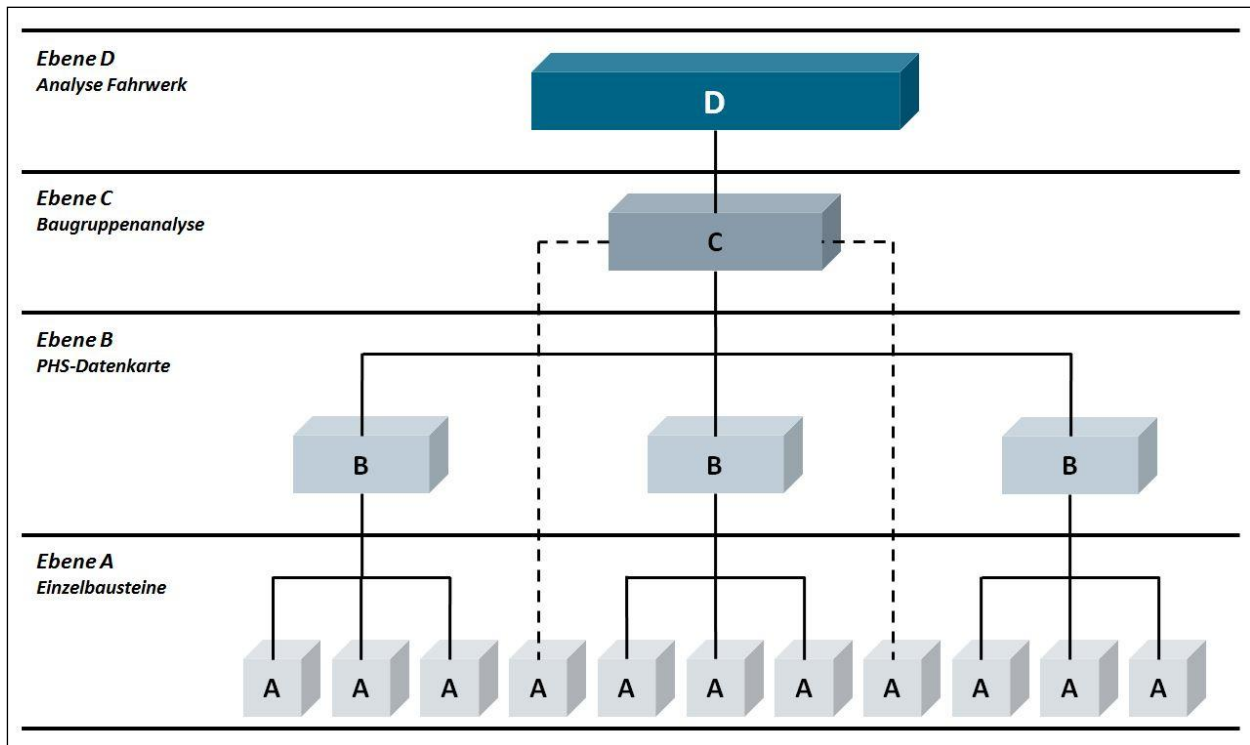 Ebene D
Analyse Fahrwerk
D
Ebene C
Baugruppenanalyse
C
Ebene B
PHS-Datenkarte
B B B
Ebene A
Einzelbausteine
A A A A A A A A A A A